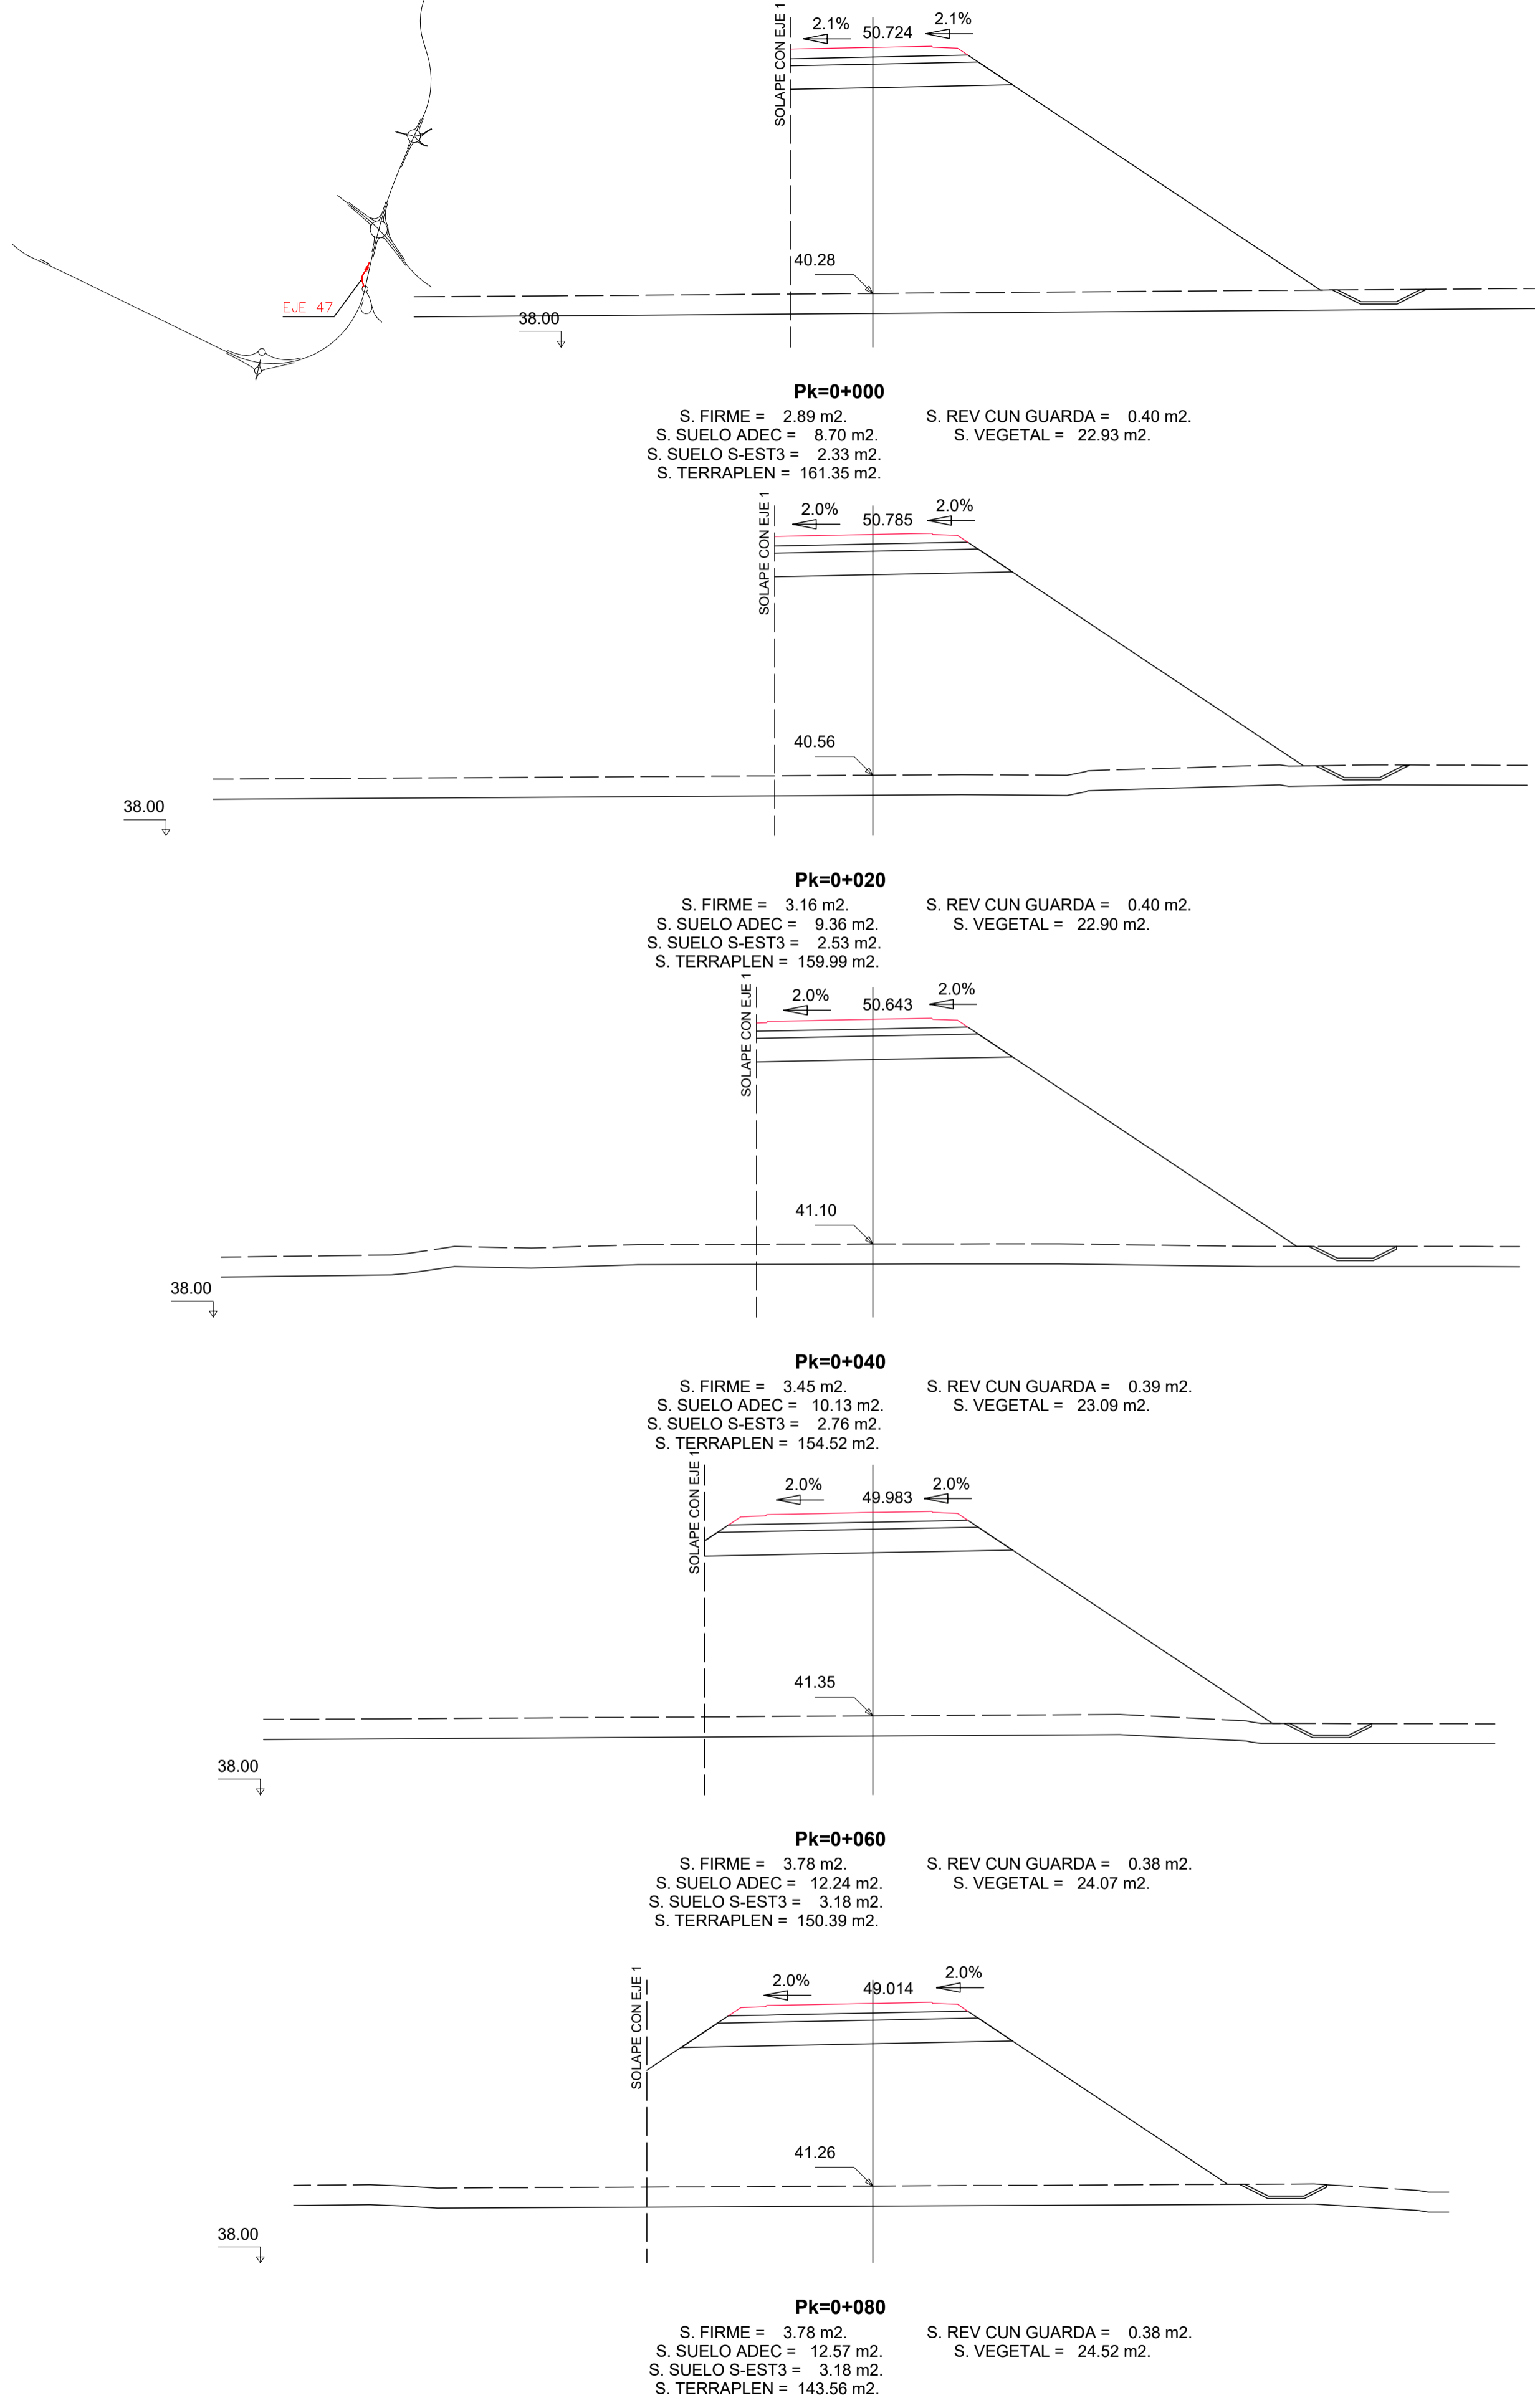 SOLAPE CON EJE 1
2.1%
50.724
2.1%
40.28
EJE 47
38.00
Pk=0+000
S. FIRME = 2.89 m2.
S. REV CUN GUARDA = 0.40 m2.
S. SUELO ADEC = 8.70 m2.
S. VEGETAL = 22.93 m2.
S. SUELO S-EST3 = 2.33 m2.
S. TERRAPLEN = 161.35 m2.
SOLAPE CON EJE 1
2.0%
50.785
2.0%
40.56
38.00
Pk=0+020
S. FIRME = 3.16 m2.
S. REV CUN GUARDA = 0.40 m2.
S. SUELO ADEC = 9.36 m2.
S. VEGETAL = 22.90 m2.
S. SUELO S-EST3 = 2.53 m2.
S. TERRAPLEN = 159.99 m2.
SOLAPE CON EJE 1
2.0%
50.643
2.0%
41.10
38.00
Pk=0+040
S. FIRME = 3.45 m2.
S. REV CUN GUARDA = 0.39 m2.
S. SUELO ADEC = 10.13 m2.
S. VEGETAL = 23.09 m2.
S. SUELO S-EST3 = 2.76 m2.
S. TERRAPLEN = 154.52 m2.
SOLAPE CON EJE 1
2.0%
49.983
2.0%
41.35
38.00
Pk=0+060
S. FIRME = 3.78 m2.
S. REV CUN GUARDA = 0.38 m2.
S. SUELO ADEC = 12.24 m2.
S. VEGETAL = 24.07 m2.
S. SUELO S-EST3 = 3.18 m2.
S. TERRAPLEN = 150.39 m2.
SOLAPE CON EJE 1
2.0%
49.014
2.0%
41.26
38.00
Pk=0+080
S. FIRME = 3.78 m2.
S. REV CUN GUARDA = 0.38 m2.
S. SUELO ADEC = 12.57 m2.
S. VEGETAL = 24.52 m2.
S. SUELO S-EST3 = 3.18 m2.
S. TERRAPLEN = 143.56 m2.